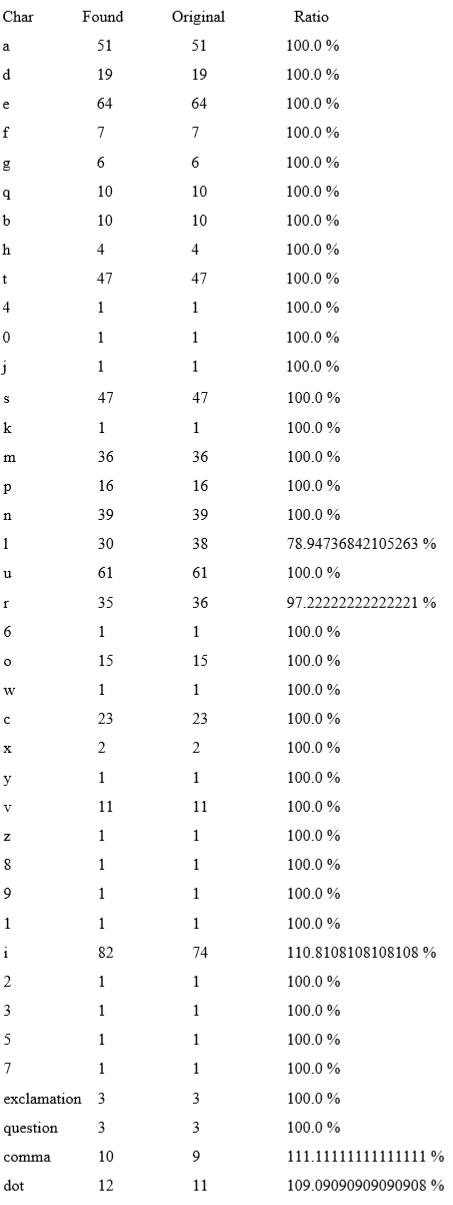 Char Found Original Ratio
a 51 51 100.0 %
d 19 19 100.0 %
e 64 64 100.0 %
f 7 7 100.0 %
g 6 6 100.0 %
q 10 10 100.0 %
b 10 10 100.0 %
h 4 4 100.0 %
t 47 47 100.0 %
4 1 1 100.0 %
0 1 1 100.0 %
j 1 1 100.0 %
s 47 47 100.0 %
k 1 1 100.0 %
m 36 36 100.0 %
p 16 16 100.0 %
n 39 39 100.0 %
l 30 38 78.94736842105263 %
u 61 61 100.0 %
r 35 36 97.22222222222221 %
6 1 1 100.0 %
o 15 15 100.0 %
w 1 1 100.0 %
c 23 23 100.0 %
x 2 2 100.0 %
y 1 1 100.0 %
v 11 11 100.0 %
z 1 1 100.0 %
8 1 1 100.0 %
9 1 1 100.0 %
1 1 1 100.0 %
i 82 74 110.8108108108108 %
2 1 1 100.0 %
3 1 1 100.0 %
5 1 1 100.0 %
7 1 1 100.0 %
exclamation 3 3 100.0 %
question 3 3 100.0 %
comma 10 9 111.11111111111111 %
dot 12 11 109.09090909090908 %